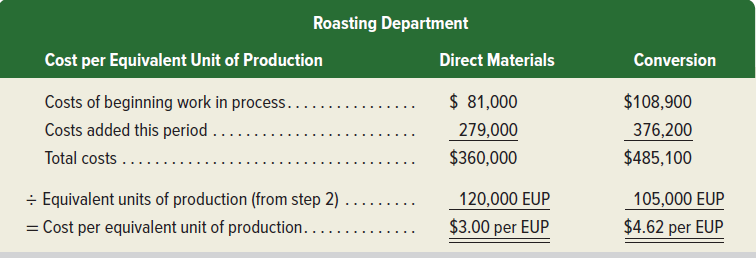 Roasting Department
Cost per Equivalent Unit of Production Direct Materials Conversion
Costs of beginning work in process................ $ 81,000 $108,900
Costs added this period ........................ 279,000 376,200
Total costs ................................... $360,000 $485,100
÷ Equivalent units of production (from step 2) ......... 120,000 EUP 105,000 EUP
= Cost per equivalent unit of production.............. $3.00 per EUP $4.62 per EUP